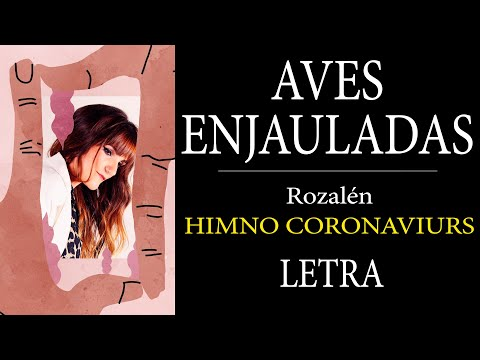 AVES
ENJAULADAS
Rozalén
HIMNO CORONAVIURS
LETRA